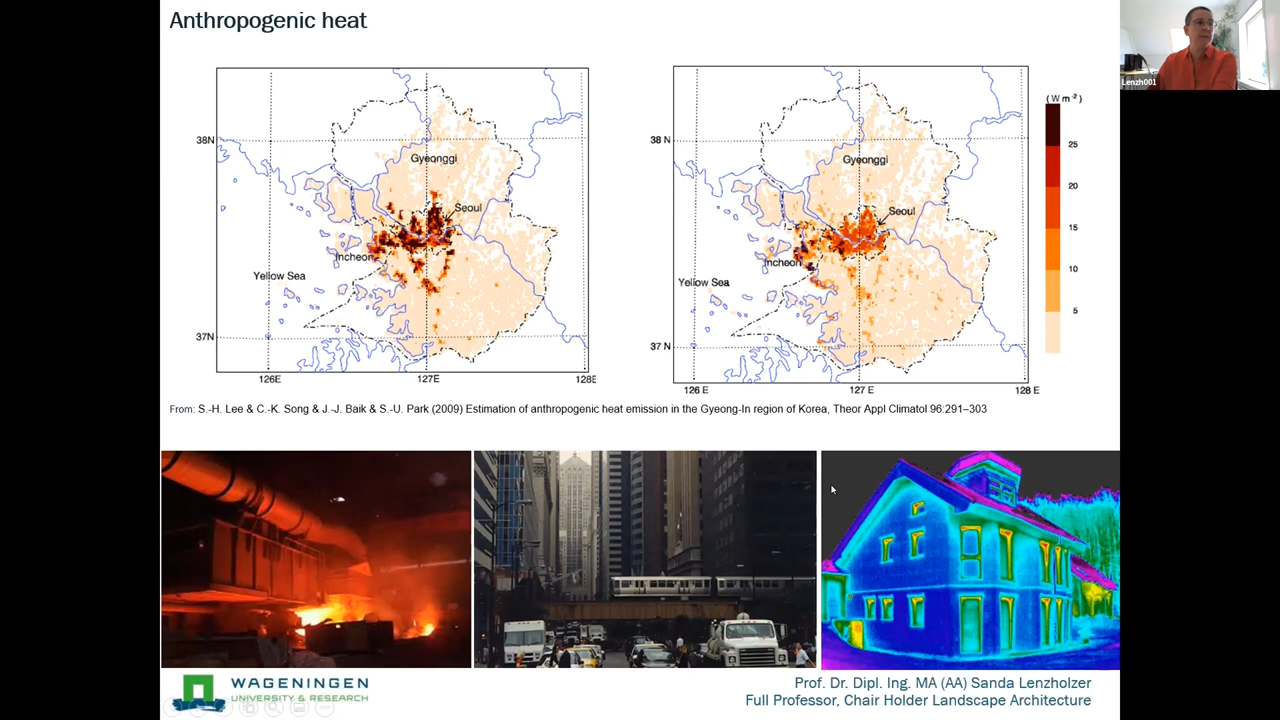 Anthropogenic heat
Lenzh001
38N
37N
126E
127E
128E
Gyeonggi
Seoul
Incheon
Yellow Sea
38 N
37 N
126 E
127 E
128 E
Gyeonggi
Seoul
Incheon
Yellow Sea
(W m-2)
25
20
15
10
5
From: S.-H. Lee & C.-K. Song & J.-J. Baik & S.-U. Park (2009) Estimation of anthropogenic heat emission in the Gyeong-In region of Korea, Theor Appl Climatol 96:291–303
WAGENINGEN
UNIVERSITY & RESEARCH
Prof. Dr. Dipl. Ing. MA (AA) Sanda Lenzholzer
Full Professor, Chair Holder Landscape Architecture